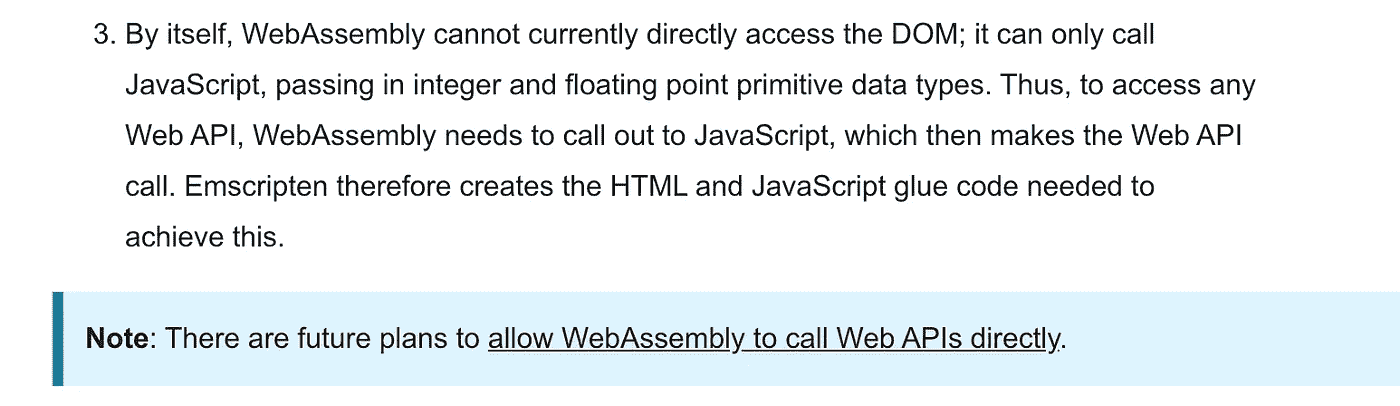 3. By itself, WebAssembly cannot currently directly access the DOM; it can only call
JavaScript, passing in integer and floating point primitive data types. Thus, to access any
Web API, WebAssembly needs to call out to JavaScript, which then makes the Web API
call. Emscripten therefore creates the HTML and JavaScript glue code needed to
achieve this.
Note: There are future plans to allow WebAssembly to call Web APIs directly.